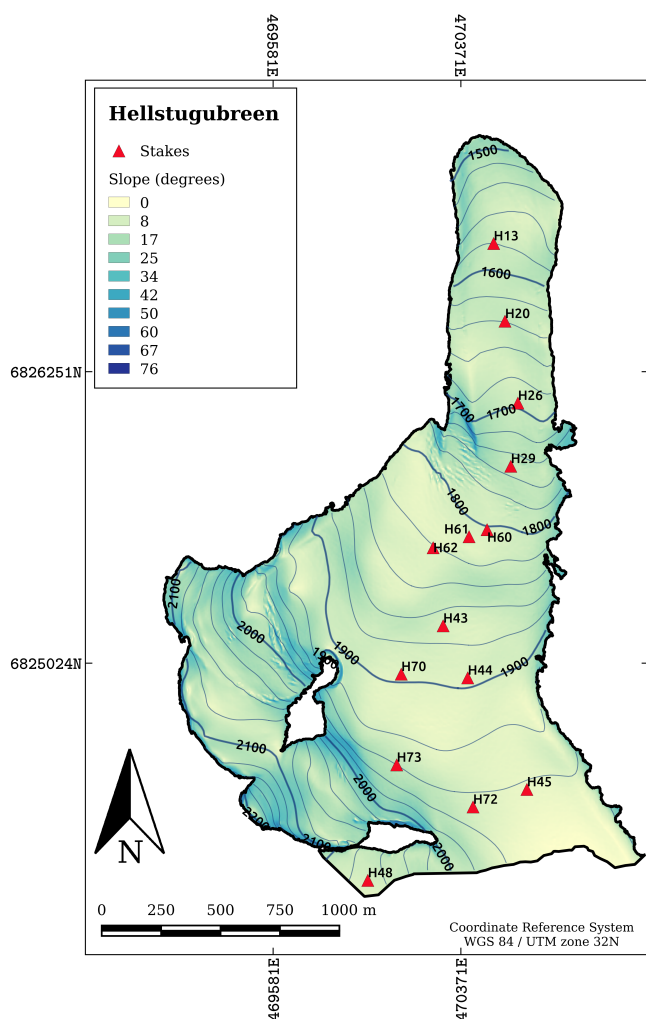 469581E
470371E
Hellstugubreen
Stakes
Slope (degrees)
0
8
17
25
34
42
50
60
67
76
1500
H13
1600
H20
6826251N
H26
1700
1700
H29
1800
H61
H60
1800
H62
2100
2000
H43
1900
1900
6825024N
H70
H44
1900
2100
H73
2000
H45
H72
2200
2100
2000
H48
N
0 250 500 750 1000 m
Coordinate Reference System
WGS 84 / UTM zone 32N
469581E
470371E